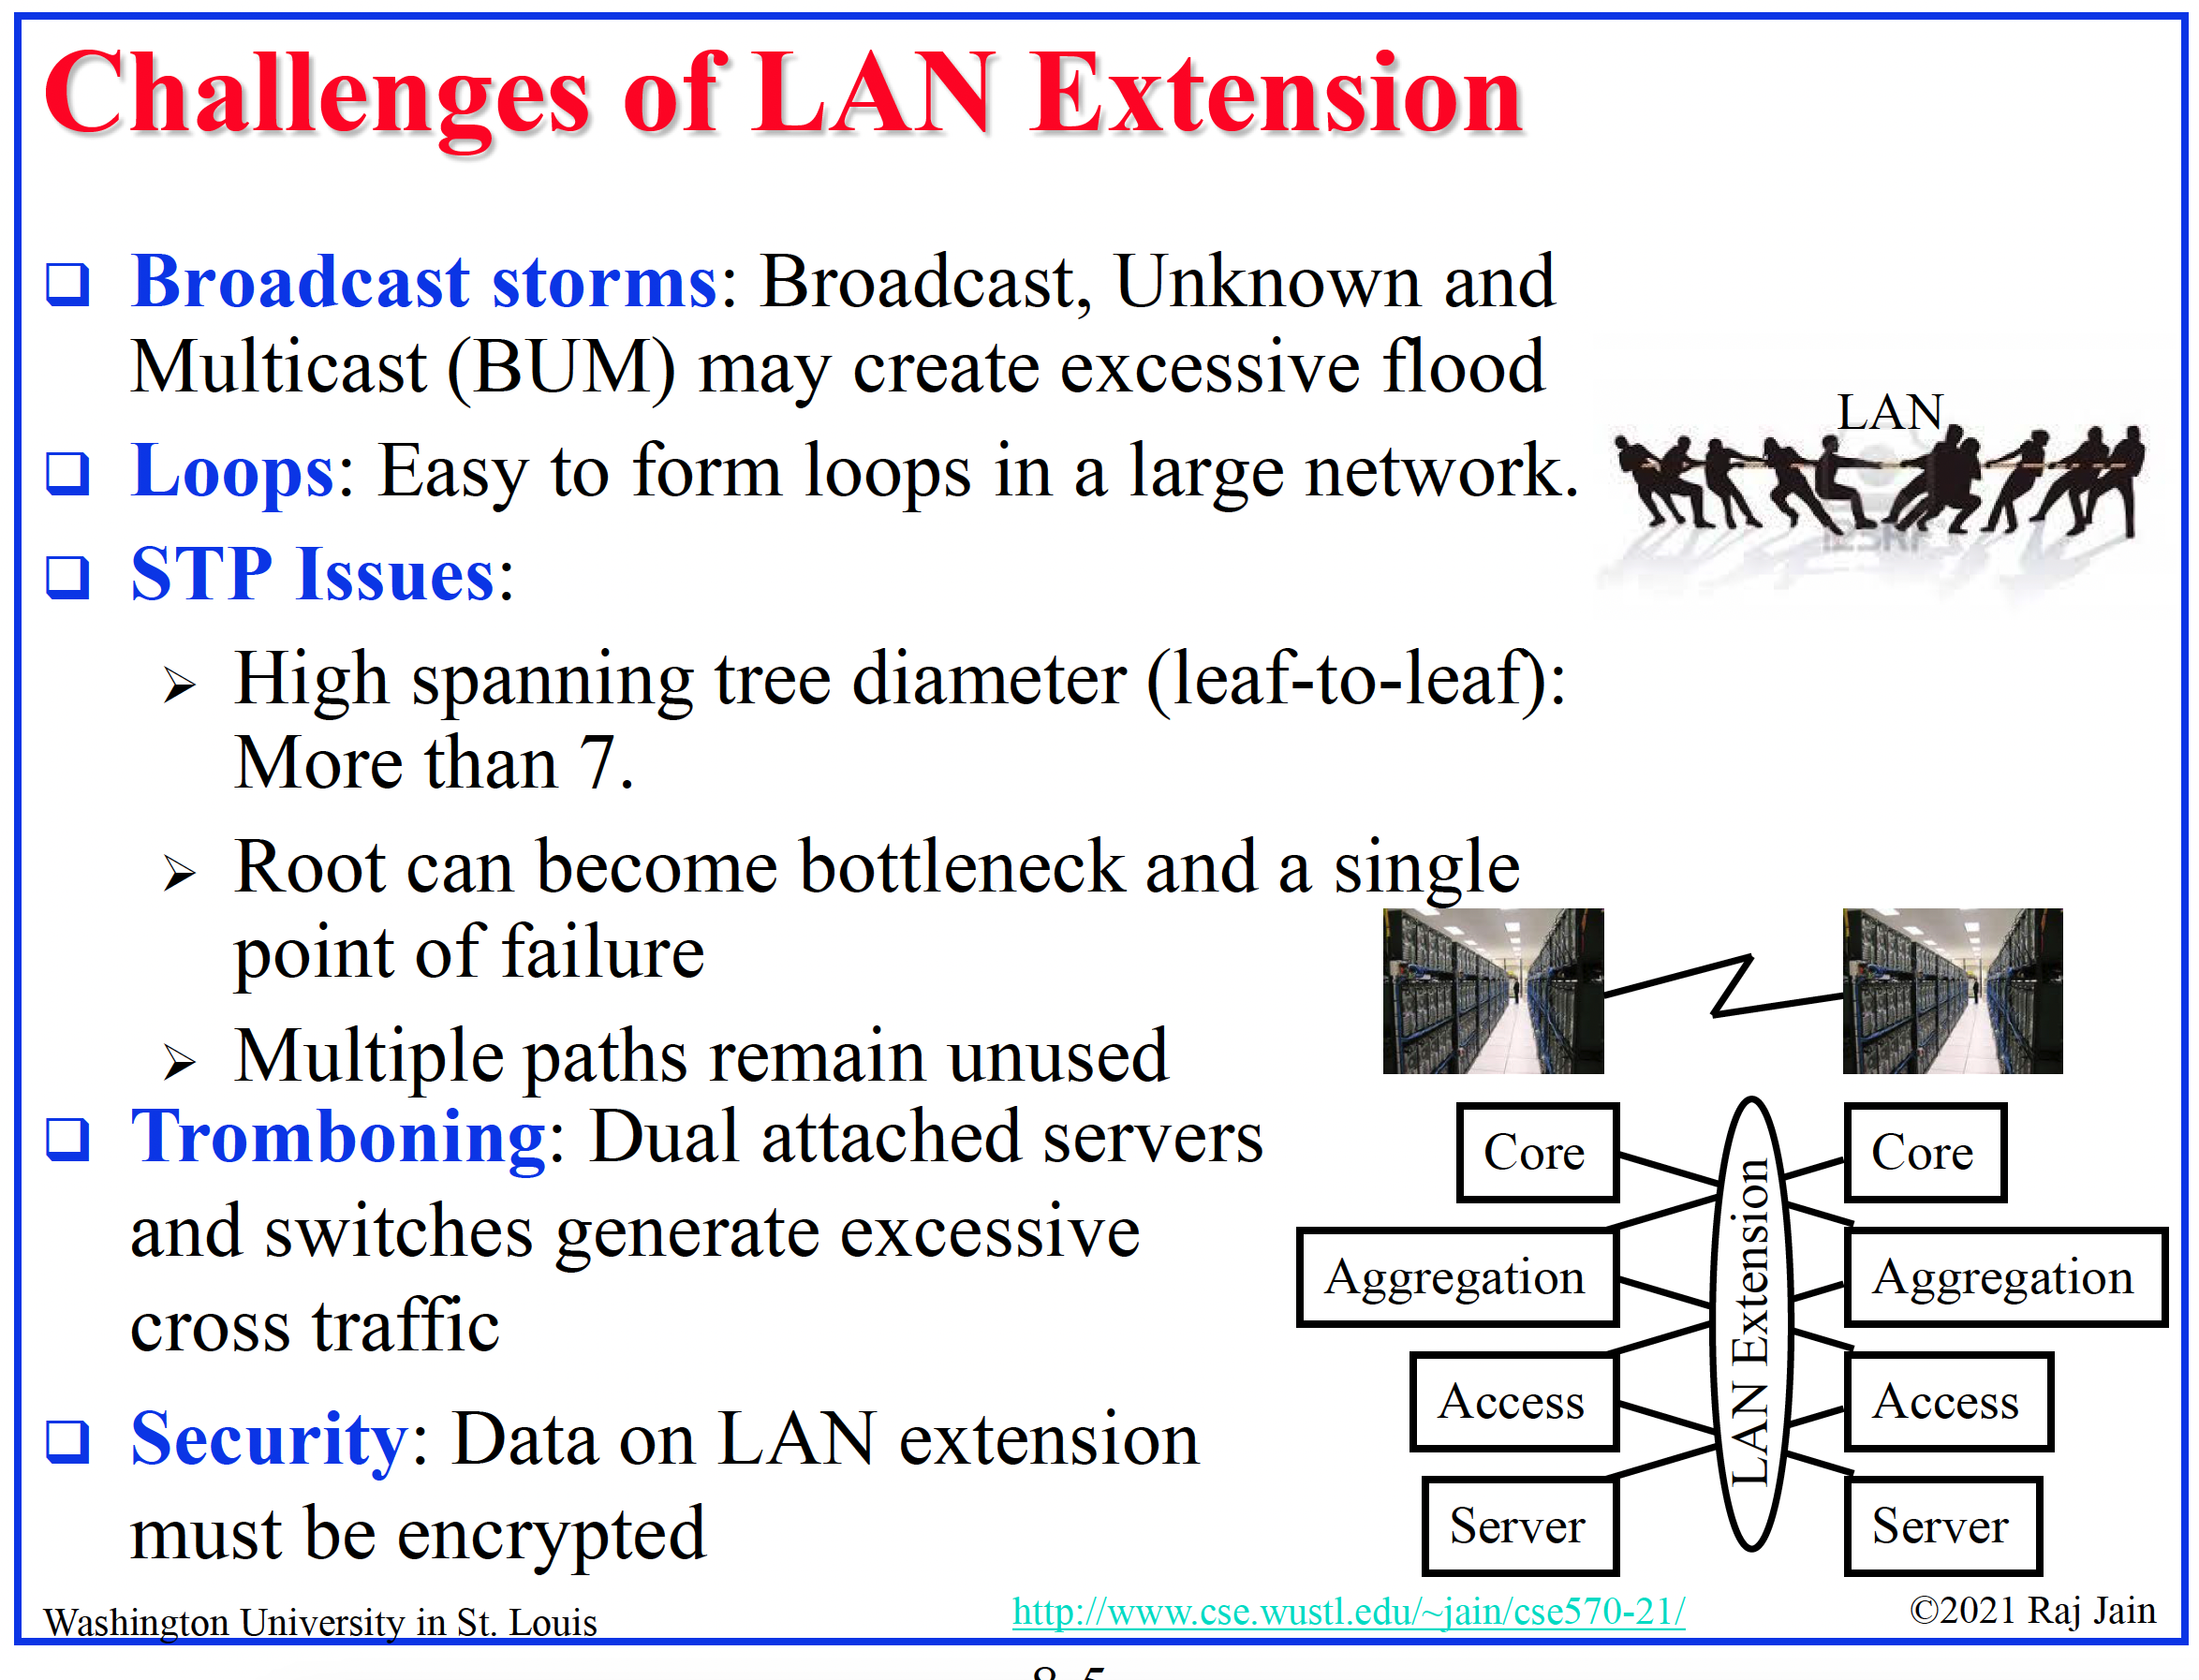 Challenges of LAN Extension
Broadcast storms: Broadcast, Unknown and
Multicast (BUM) may create excessive flood
Loops: Easy to form loops in a large network.
STP Issues:
High spanning tree diameter (leaf-to-leaf):
More than 7.
Root can become bottleneck and a single
point of failure
Multiple paths remain unused
Tromboning: Dual attached servers
and switches generate excessive
cross traffic
Security: Data on LAN extension
must be encrypted
LAN
Core
Aggregation
Access
Server
LAN Extension
Core
Aggregation
Access
Server
Washington University in St. Louis
http://www.cse.wustl.edu/~jain/cse570-21/
©2021 Raj Jain